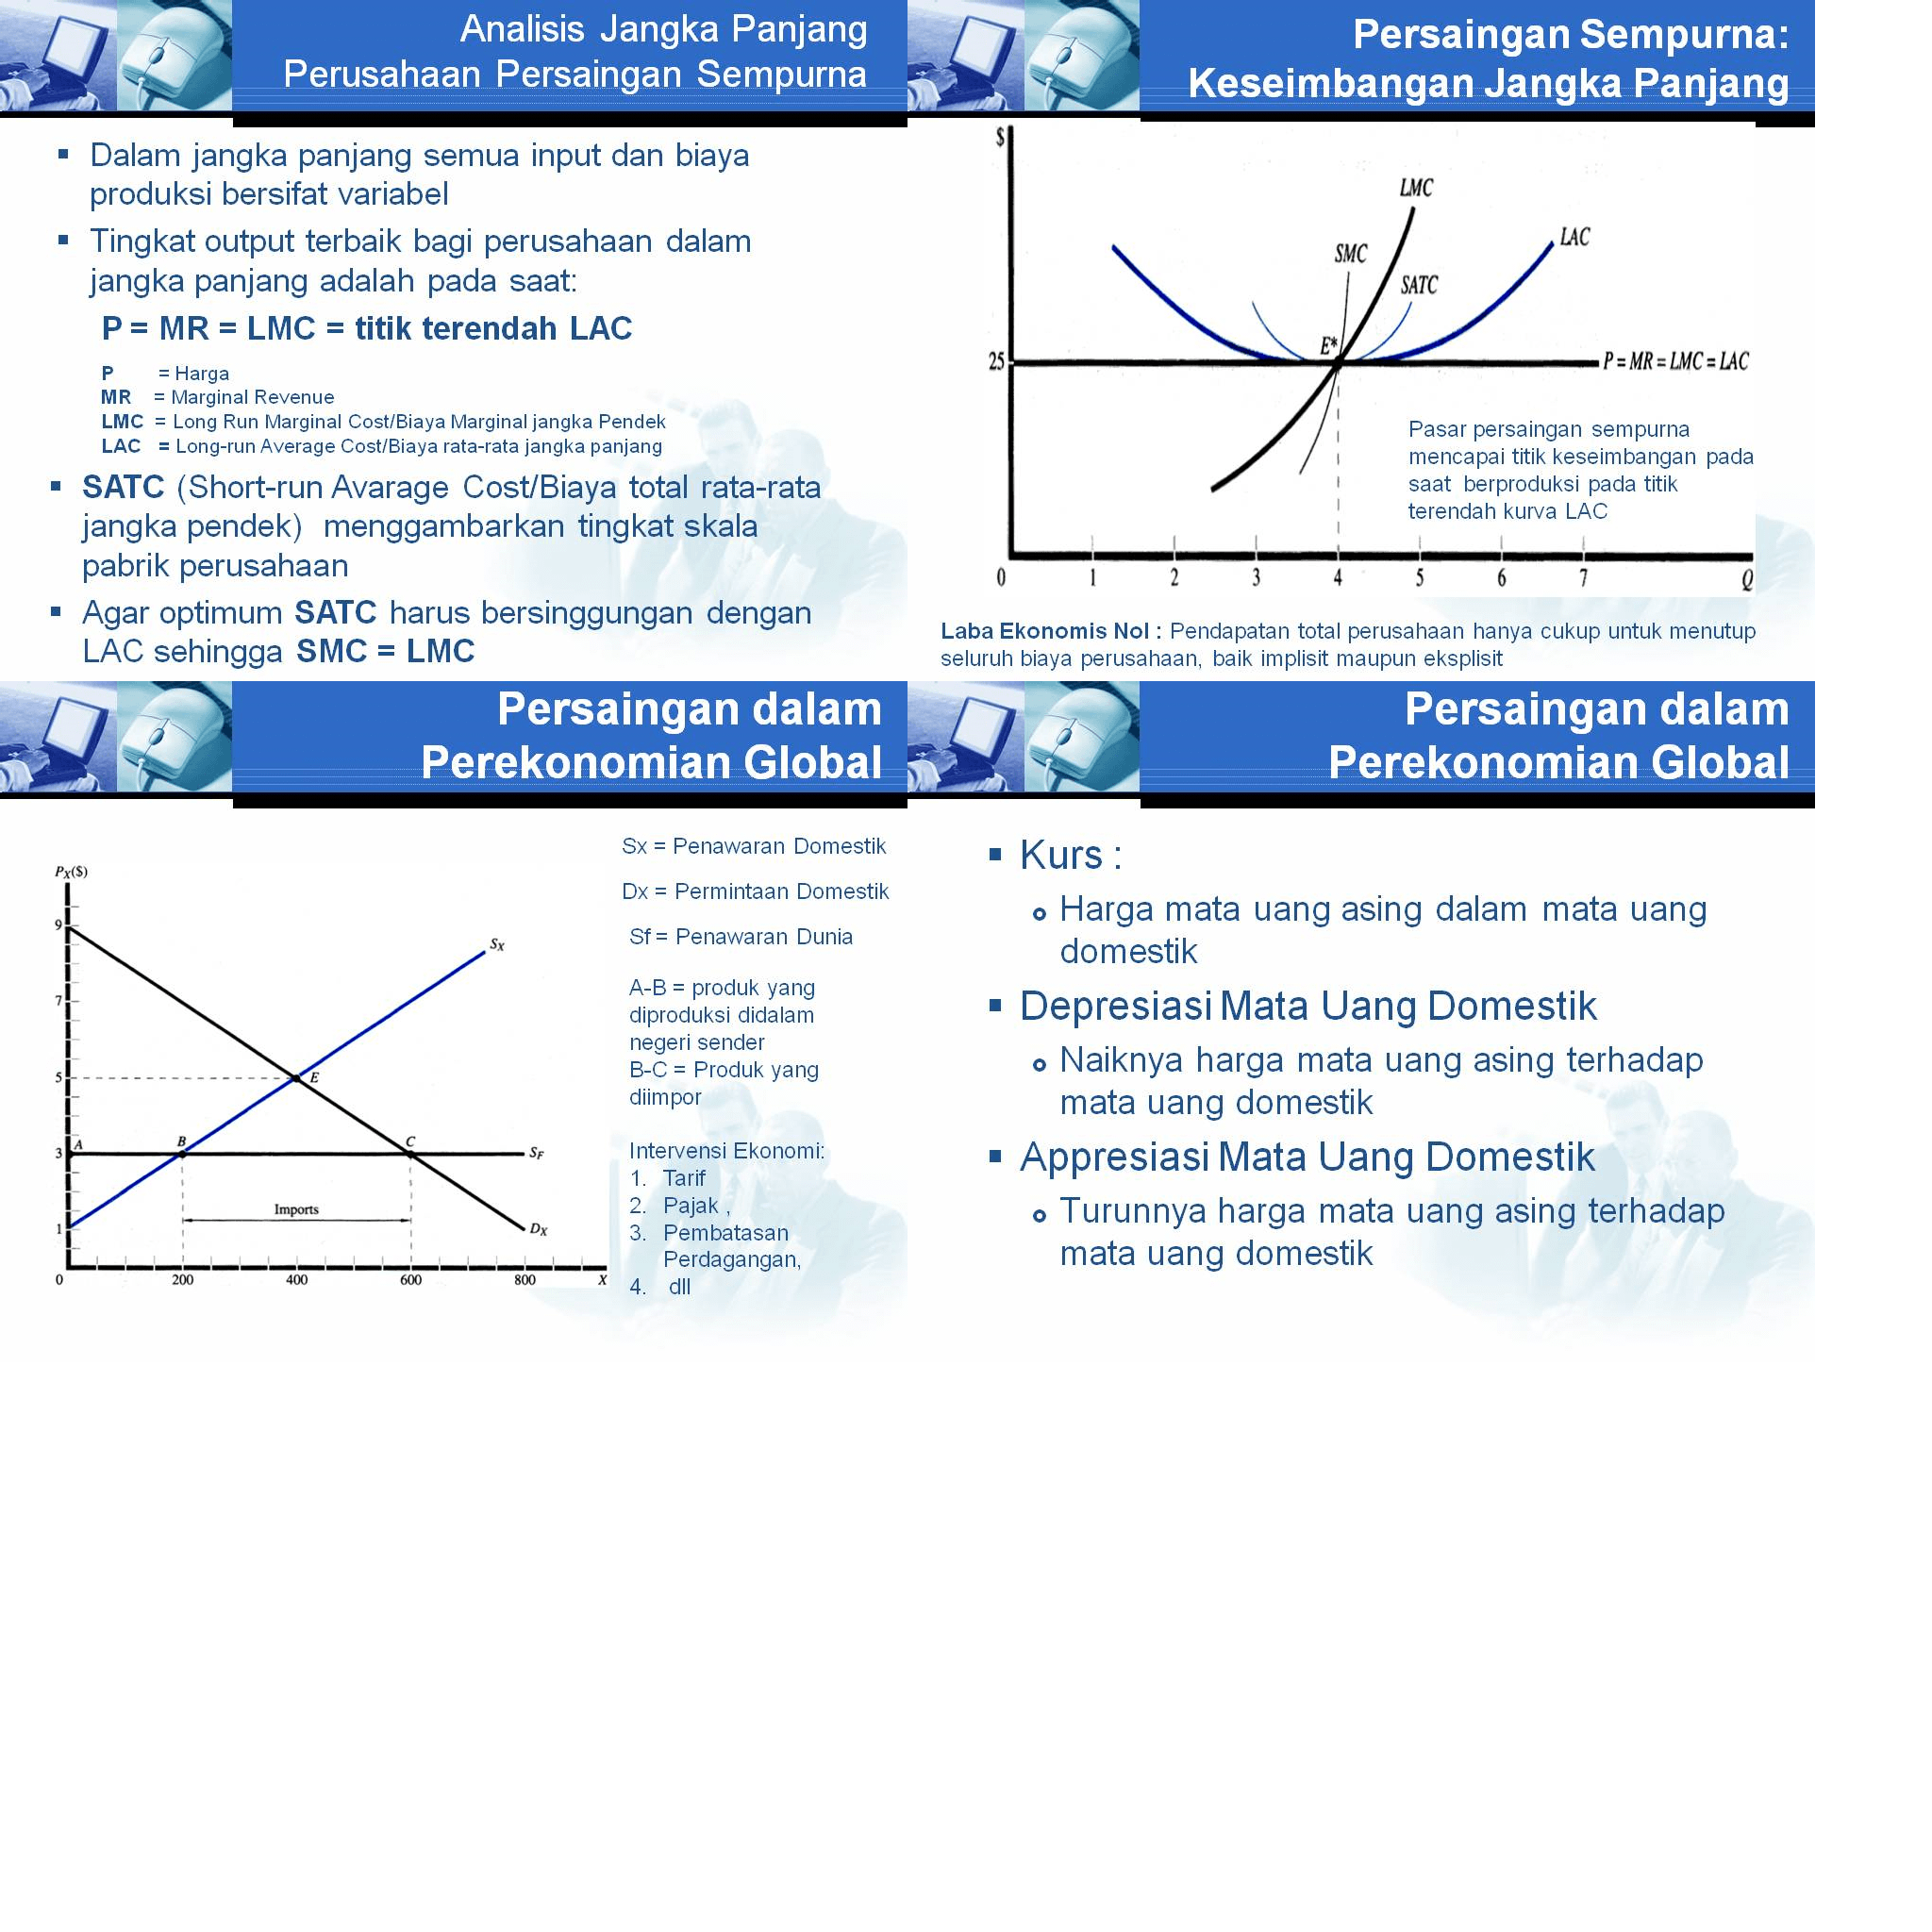 Analisis Jangka Panjang
Perusahaan Persaingan Sempurna
▪ Dalam jangka panjang semua input dan biaya
produksi bersifat variabel
▪ Tingkat output terbaik bagi perusahaan dalam
jangka panjang adalah pada saat:
P = MR = LMC = titik terendah LAC
P = Harga
MR = Marginal Revenue
LMC = Long Run Marginal Cost/Biaya Marginal jangka Pendek
LAC = Long-run Average Cost/Biaya rata-rata jangka panjang
▪ SATC (Short-run Avarage Cost/Biaya total rata-rata
jangka pendek) menggambarkan tingkat skala
pabrik perusahaan
▪ Agar optimum SATC harus bersinggungan dengan
LAC sehingga SMC = LMC
Persaingan Sempurna:
Keseimbangan Jangka Panjang
$
LMC
LAC
SMC
SATC
E*
25
P = MR = LMC = LAC
Pasar persaingan sempurna
mencapai titik keseimbangan pada
saat berproduksi pada titik
terendah kurva LAC
0 1 2 3 4 5 6 7 Q
Laba Ekonomis Nol : Pendapatan total perusahaan hanya cukup untuk menutup
seluruh biaya perusahaan, baik implisit maupun eksplisit
Persaingan dalam
Perekonomian Global
PX($)
9
SX
7
5
E
3
A
B
C
SF
Imports
1
DX
0 200 400 600 800 X
Sx = Penawaran Domestik
Dx = Permintaan Domestik
Sf = Penawaran Dunia
A-B = produk yang
diproduksi didalam
negeri sender
B-C = Produk yang
diimpor
Intervensi Ekonomi:
1. Tarif
2. Pajak ,
3. Pembatasan
Perdagangan,
4. dll
Persaingan dalam
Perekonomian Global
▪ Kurs :
Harga mata uang asing dalam mata uang
domestik
▪ Depresiasi Mata Uang Domestik
Naiknya harga mata uang asing terhadap
mata uang domestik
▪ Appresiasi Mata Uang Domestik
Turunnya harga mata uang asing terhadap
mata uang domestik